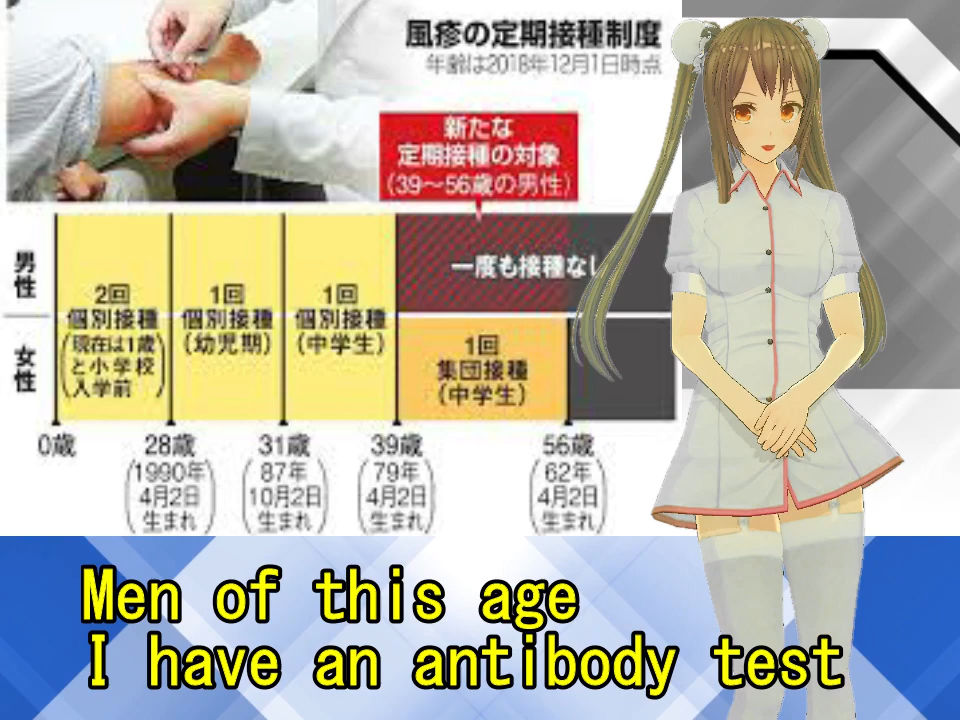 風疹の定期接種制度
年齢は2018年12月1日時点
新たな
定期接種の対象
(39～56歳の男性)
男性
一度も接種なし
2回
個別接種
(現在は1歳
と小学校
入学前)
1回
個別接種
(幼児期)
1回
個別接種
(中学生)
女性
1回
集団接種
(中学生)
0歳
28歳
(1990年
4月2日
生まれ)
31歳
(87年
10月2日
生まれ)
39歳
(79年
4月2日
生まれ)
56歳
(62年
4月2日
生まれ)
Men of this age
I have an antibody test